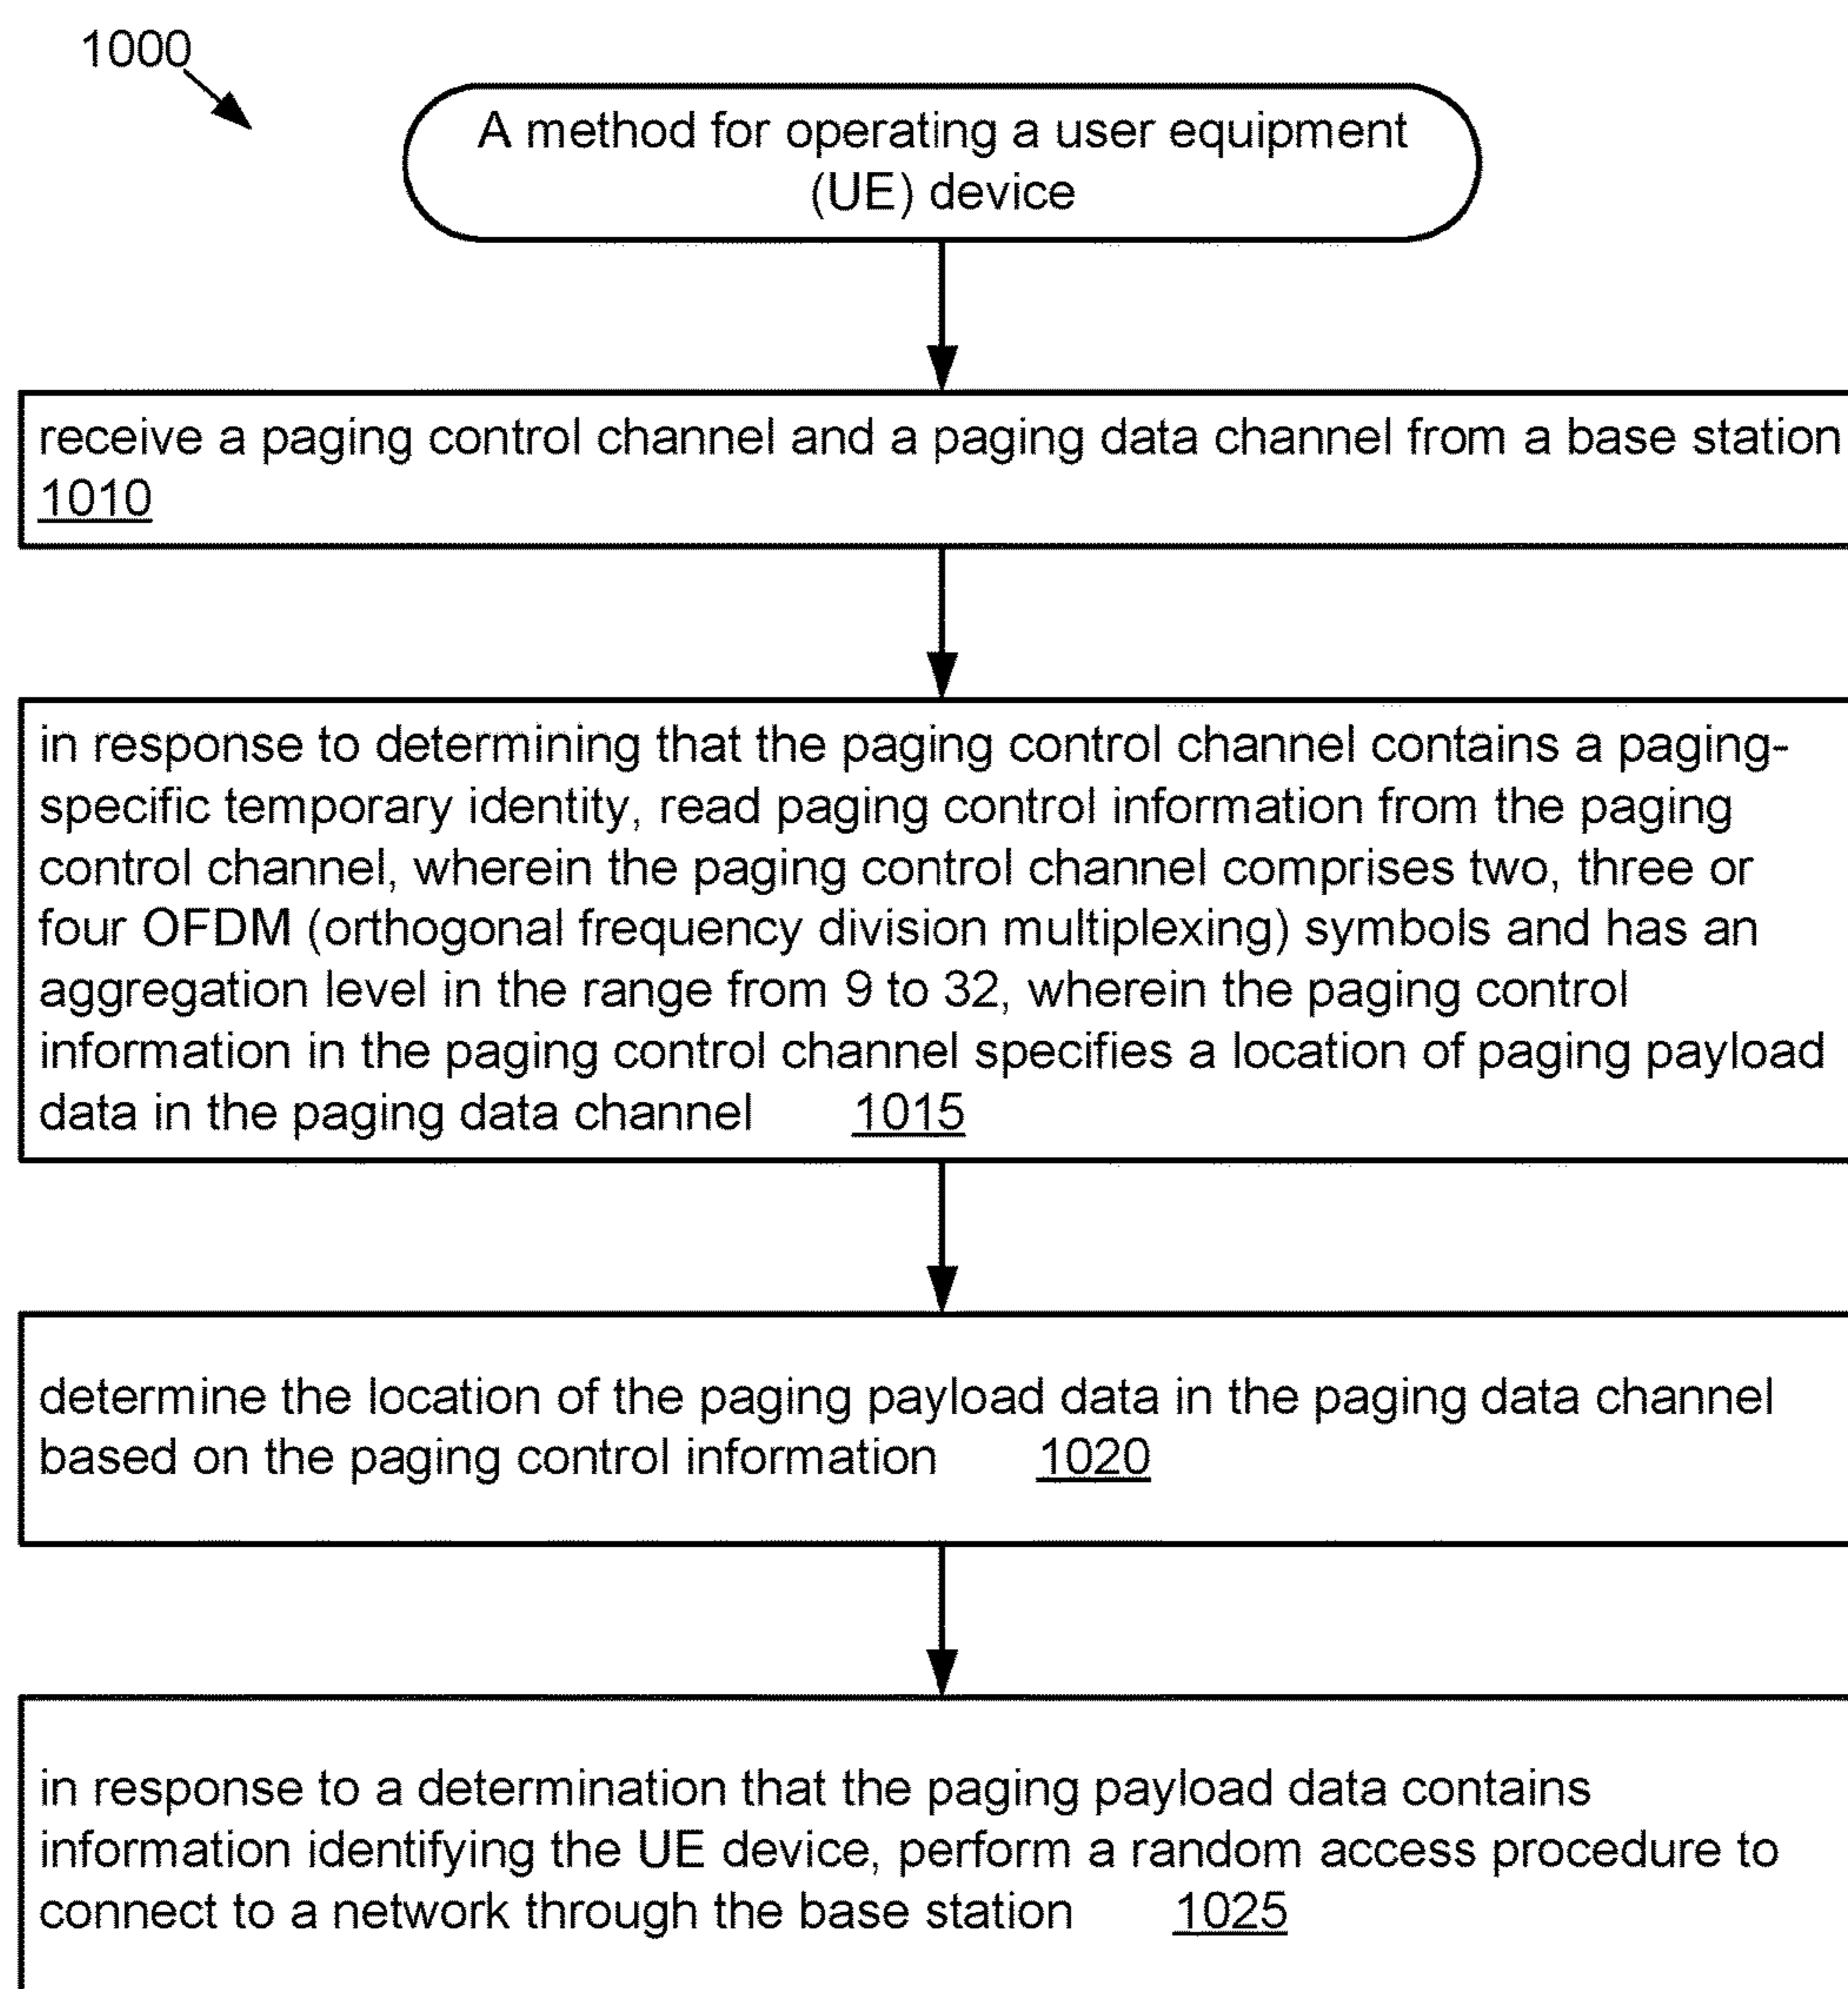 1000
A method for operating a user equipment
(UE) device
receive a paging control channel and a paging data channel from a base station
1010
in response to determining that the paging control channel contains a paging-
specific temporary identity, read paging control information from the paging
control channel, wherein the paging control channel comprises two, three or
four OFDM (orthogonal frequency division multiplexing) symbols and has an
aggregation level in the range from 9 to 32, wherein the paging control
information in the paging control channel specifies a location of paging payload
data in the paging data channel 1015
determine the location of the paging payload data in the paging data channel
based on the paging control information 1020
in response to a determination that the paging payload data contains
information identifying the UE device, perform a random access procedure to
connect to a network through the base station 1025